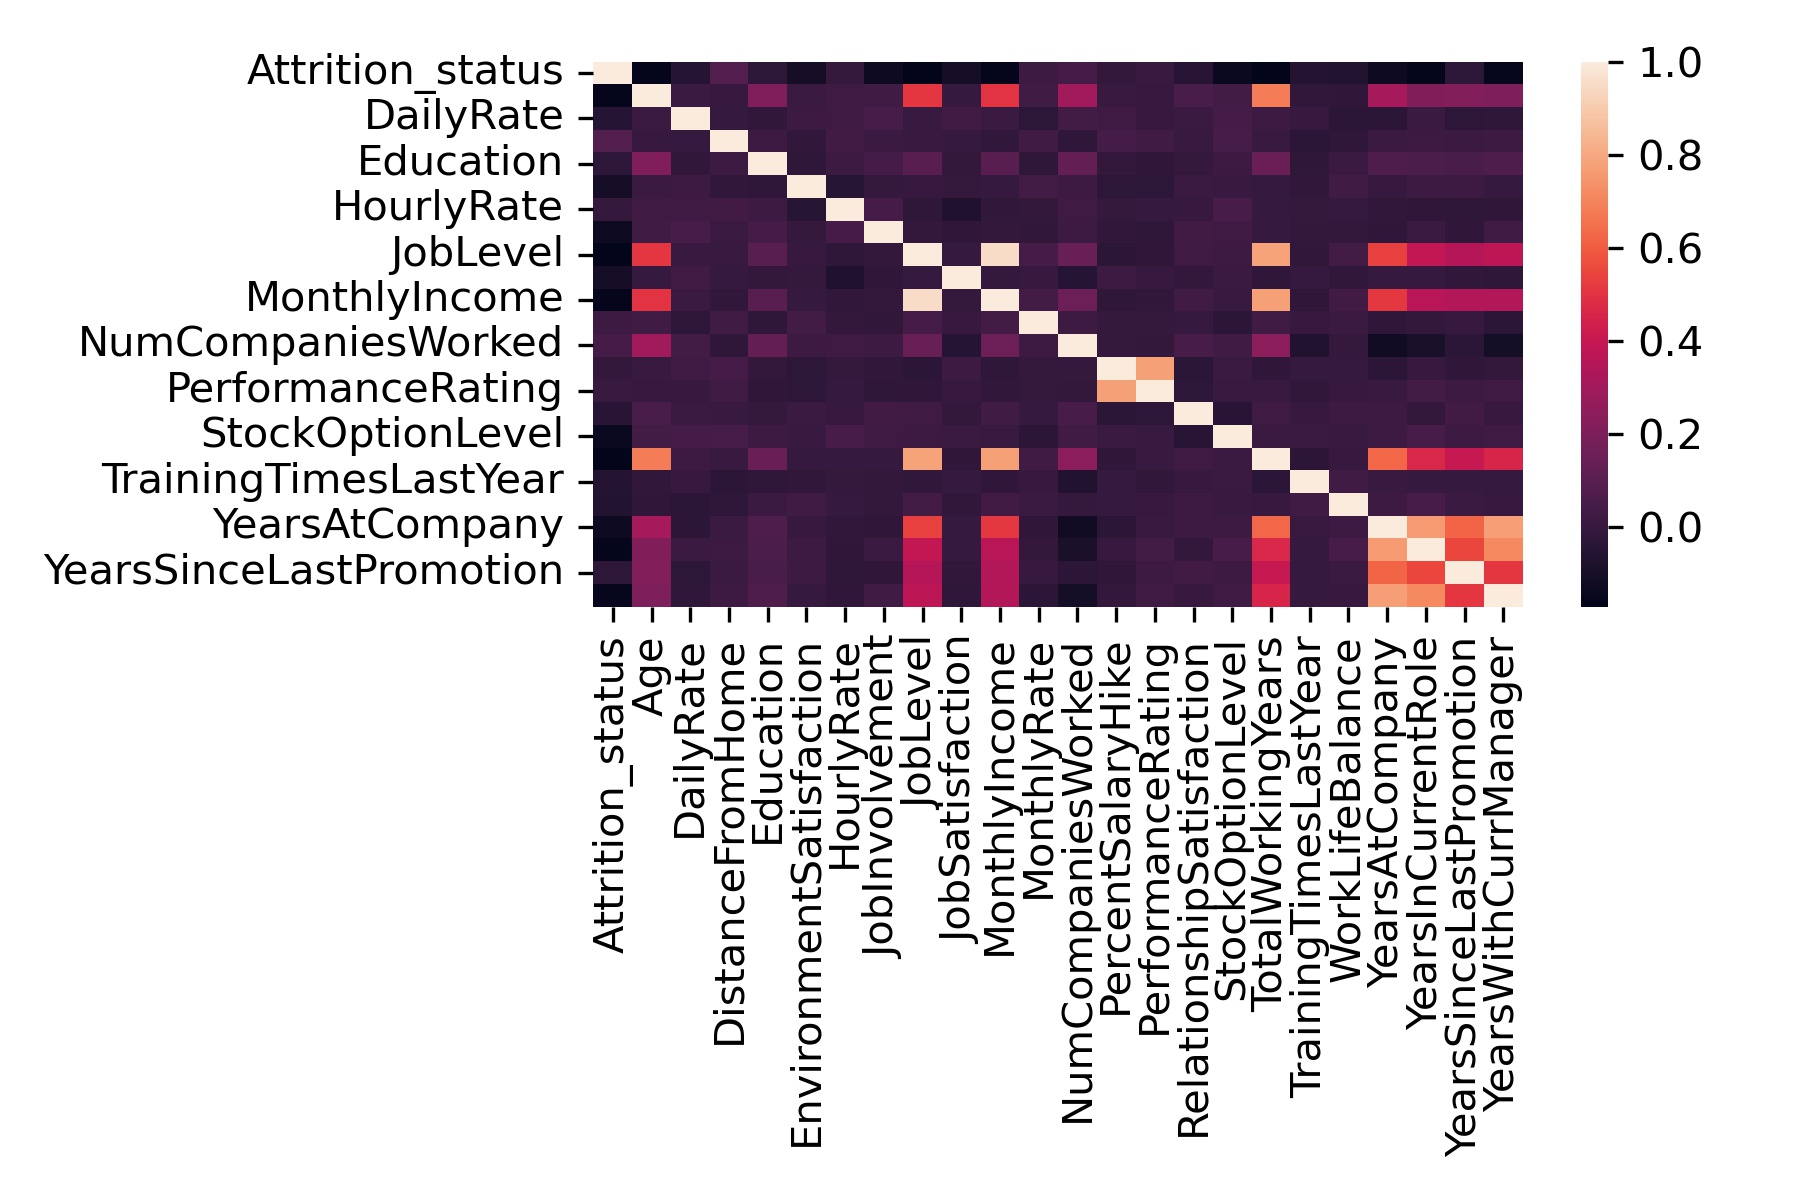 Attrition_status
DailyRate
Education
HourlyRate
JobLevel
MonthlyIncome
NumCompaniesWorked
PerformanceRating
StockOptionLevel
TrainingTimesLastYear
YearsAtCompany
YearsSinceLastPromotion
1.0
0.8
0.6
0.4
0.2
0.0
Attrition_status
Age
DailyRate
DistanceFromHome
Education
EnvironmentSatisfaction
HourlyRate
JobInvolvement
JobLevel
JobSatisfaction
MonthlyIncome
MonthlyRate
NumCompaniesWorked
PercentSalaryHike
PerformanceRating
RelationshipSatisfaction
StockOptionLevel
TotalWorkingYears
TrainingTimesLastYear
WorkLifeBalance
YearsAtCompany
YearsInCurrentRole
YearsSinceLastPromotion
YearsWithCurrManager